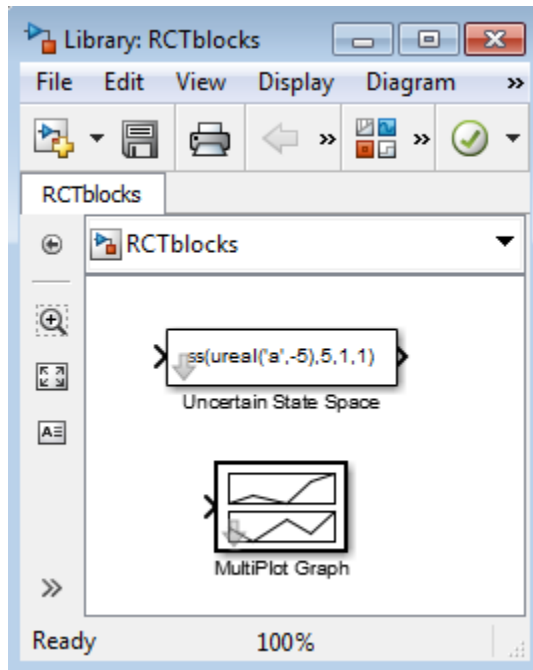 Library: RCTblocks
File Edit View Display Diagram »
» »
RCTblocks
RCTblocks
ss(ureal('a',-5),5,1,1)
Uncertain State Space
MultiPlot Graph
»
Ready 100%